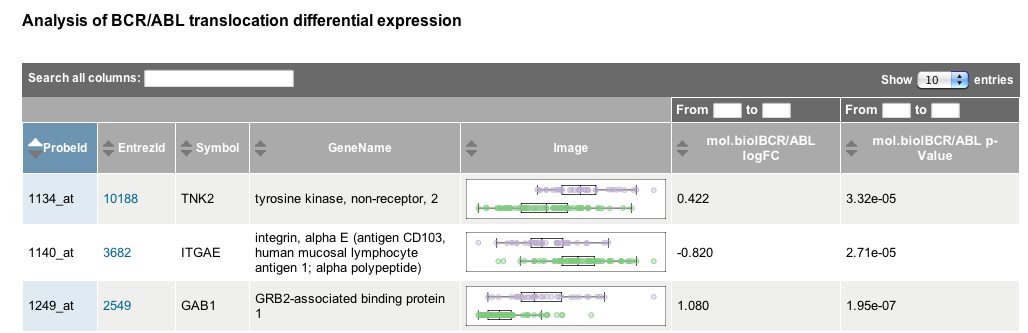 Analysis of BCR/ABL translocation differential expression
Search all columns:
Show 10 entries
From to From to
ProbeId EntrezId Symbol GeneName Image mol.biolBCR/ABL logFC mol.biolBCR/ABL p-Value
1134_at 10188 TNK2 tyrosine kinase, non-receptor, 2 0.422 3.32e-05
1140_at 3682 ITGAE integrin, alpha E (antigen CD103, human mucosal lymphocyte antigen 1; alpha polypeptide) -0.820 2.71e-05
1249_at 2549 GAB1 GRB2-associated binding protein 1 1.080 1.95e-07